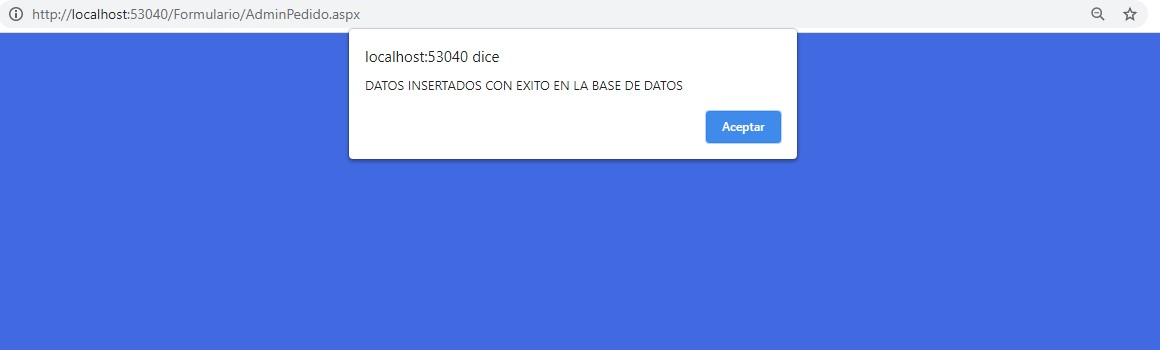 http://localhost:53040/Formulario/AdminPedido.aspx
localhost:53040 dice
DATOS INSERTADOS CON EXITO EN LA BASE DE DATOS
Aceptar